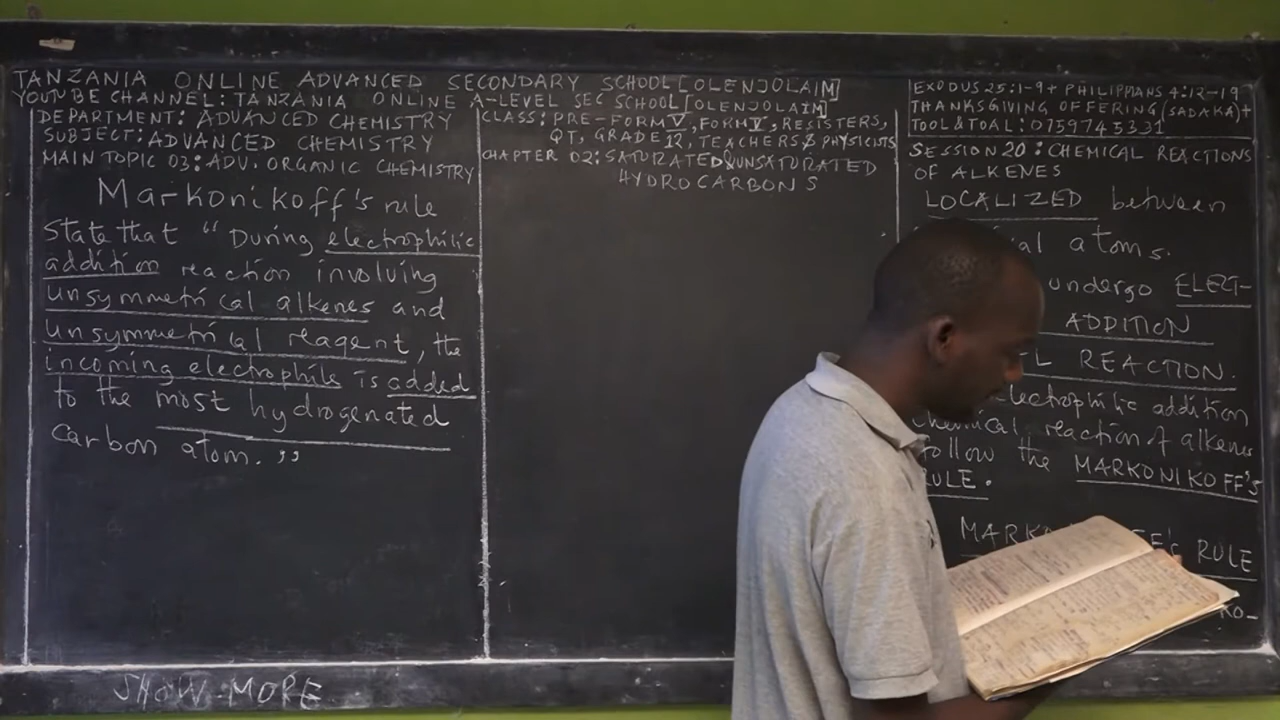 TANZANIA ONLINE ADVANCED SECONDARY SCHOOL [OLENJOLAIM]
YOUTUBE CHANNEL: TANZANIA ONLINE A-LEVEL SEC SCHOOL [OLENJOLAIM]
DEPARTMENT: ADVANCED CHEMISTRY
SUBJECT: ADVANCED CHEMISTRY
MAIN TOPIC 03: ADV. ORGANIC CHEMISTRY
Markonikoff's rule
State that "During electrophilic
addition reaction involving
unsymmetrical alkenes and
unsymmetrical reagent, the
incoming electrophile is added
to the most hydrogenated
carbon atom."
SHOW MORE
CLASS: PRE-FORM V, FORM V, RESISTERS,
QT, GRADE 12, TEACHERS & PHYSICISTS
CHAPTER 02: SATURATED & UNSATURATED
HYDROCARBONS
EXODUS 25:1-9 + PHILIPPIANS 4:12-19
THANKSGIVING OFFERING (SADAKA) +
TOOL & TOAL: 0759745331
SESSION 20: CHEMICAL REACTIONS
OF ALKENES
LOCALIZED between
atoms.
undergo ELECT-
ADDITION
REACTION.
addition
reaction of alkenes
follow the MARKONIKOFF'S
RULE.
RULE